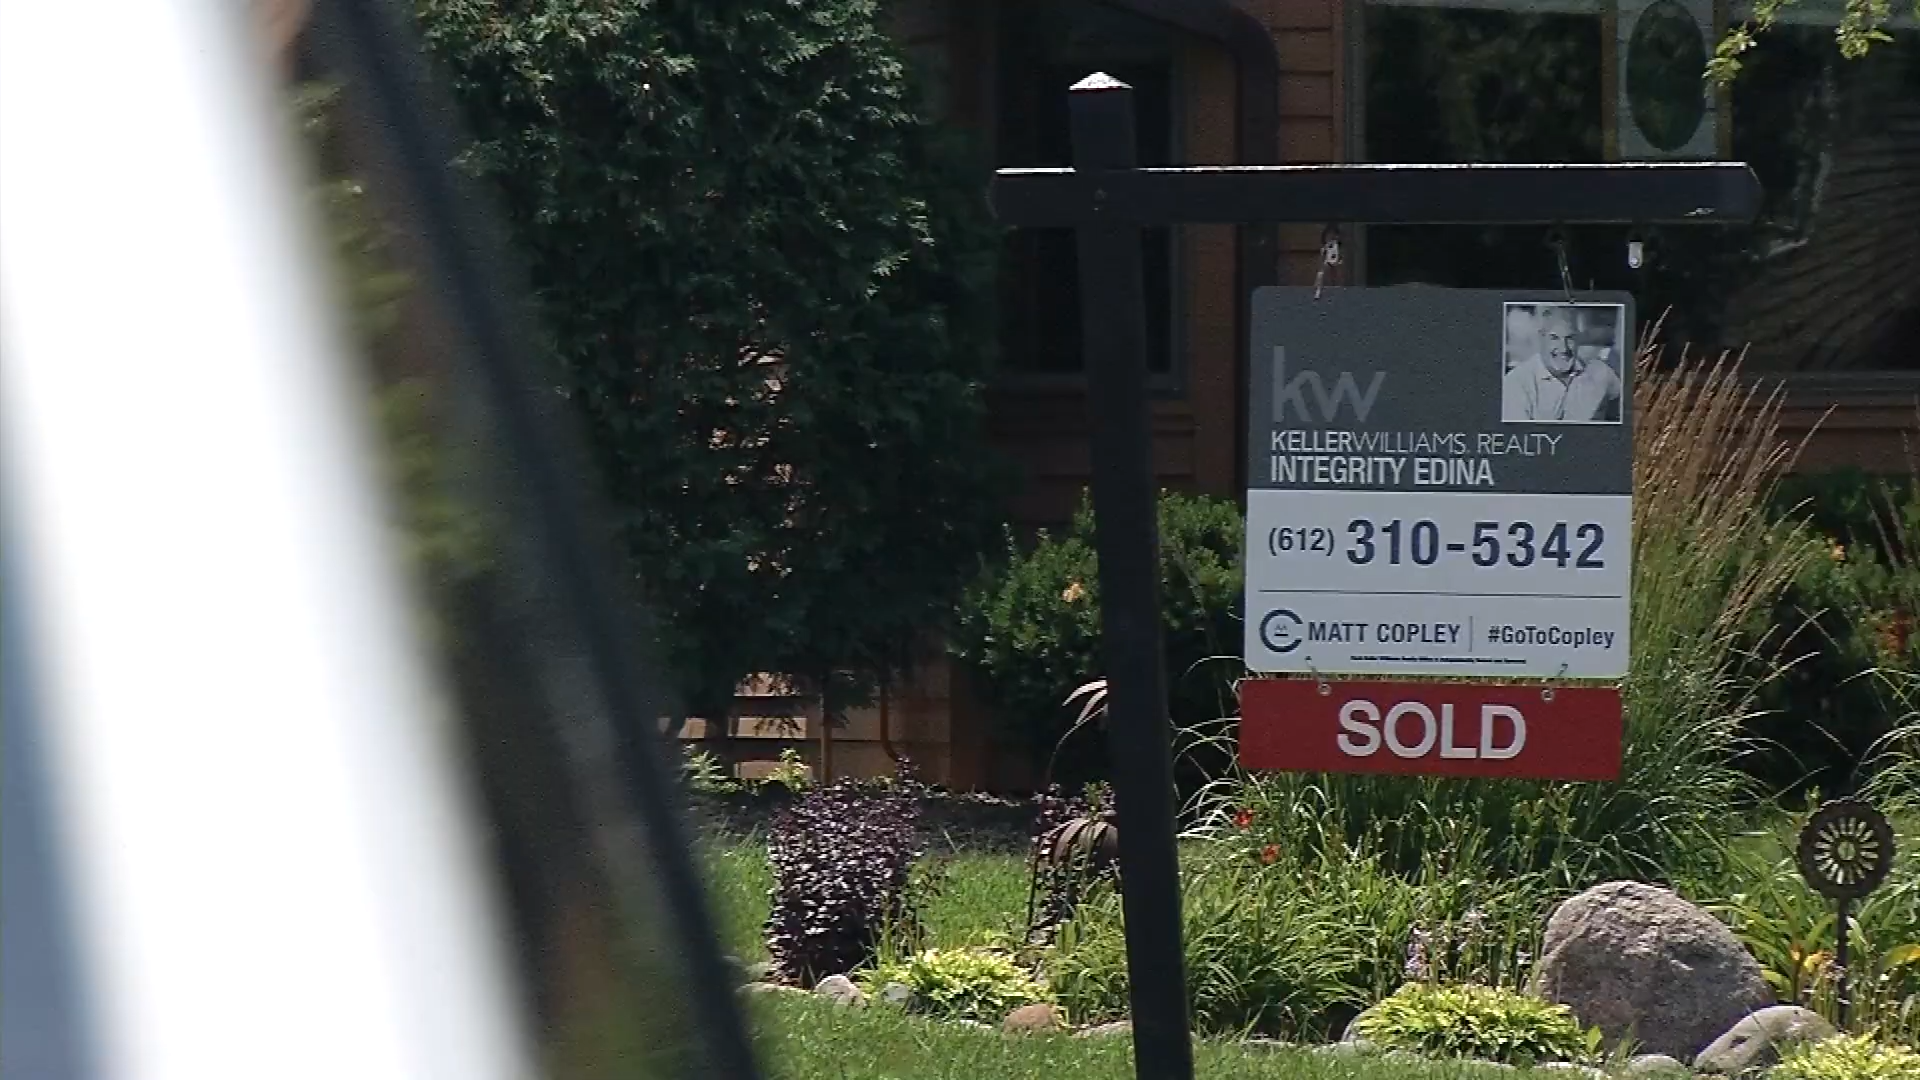 kw
KELLERWILLIAMS. REALTY
INTEGRITY EDINA
(612) 310-5342
MATT COPLEY | #GoToCopley
SOLD